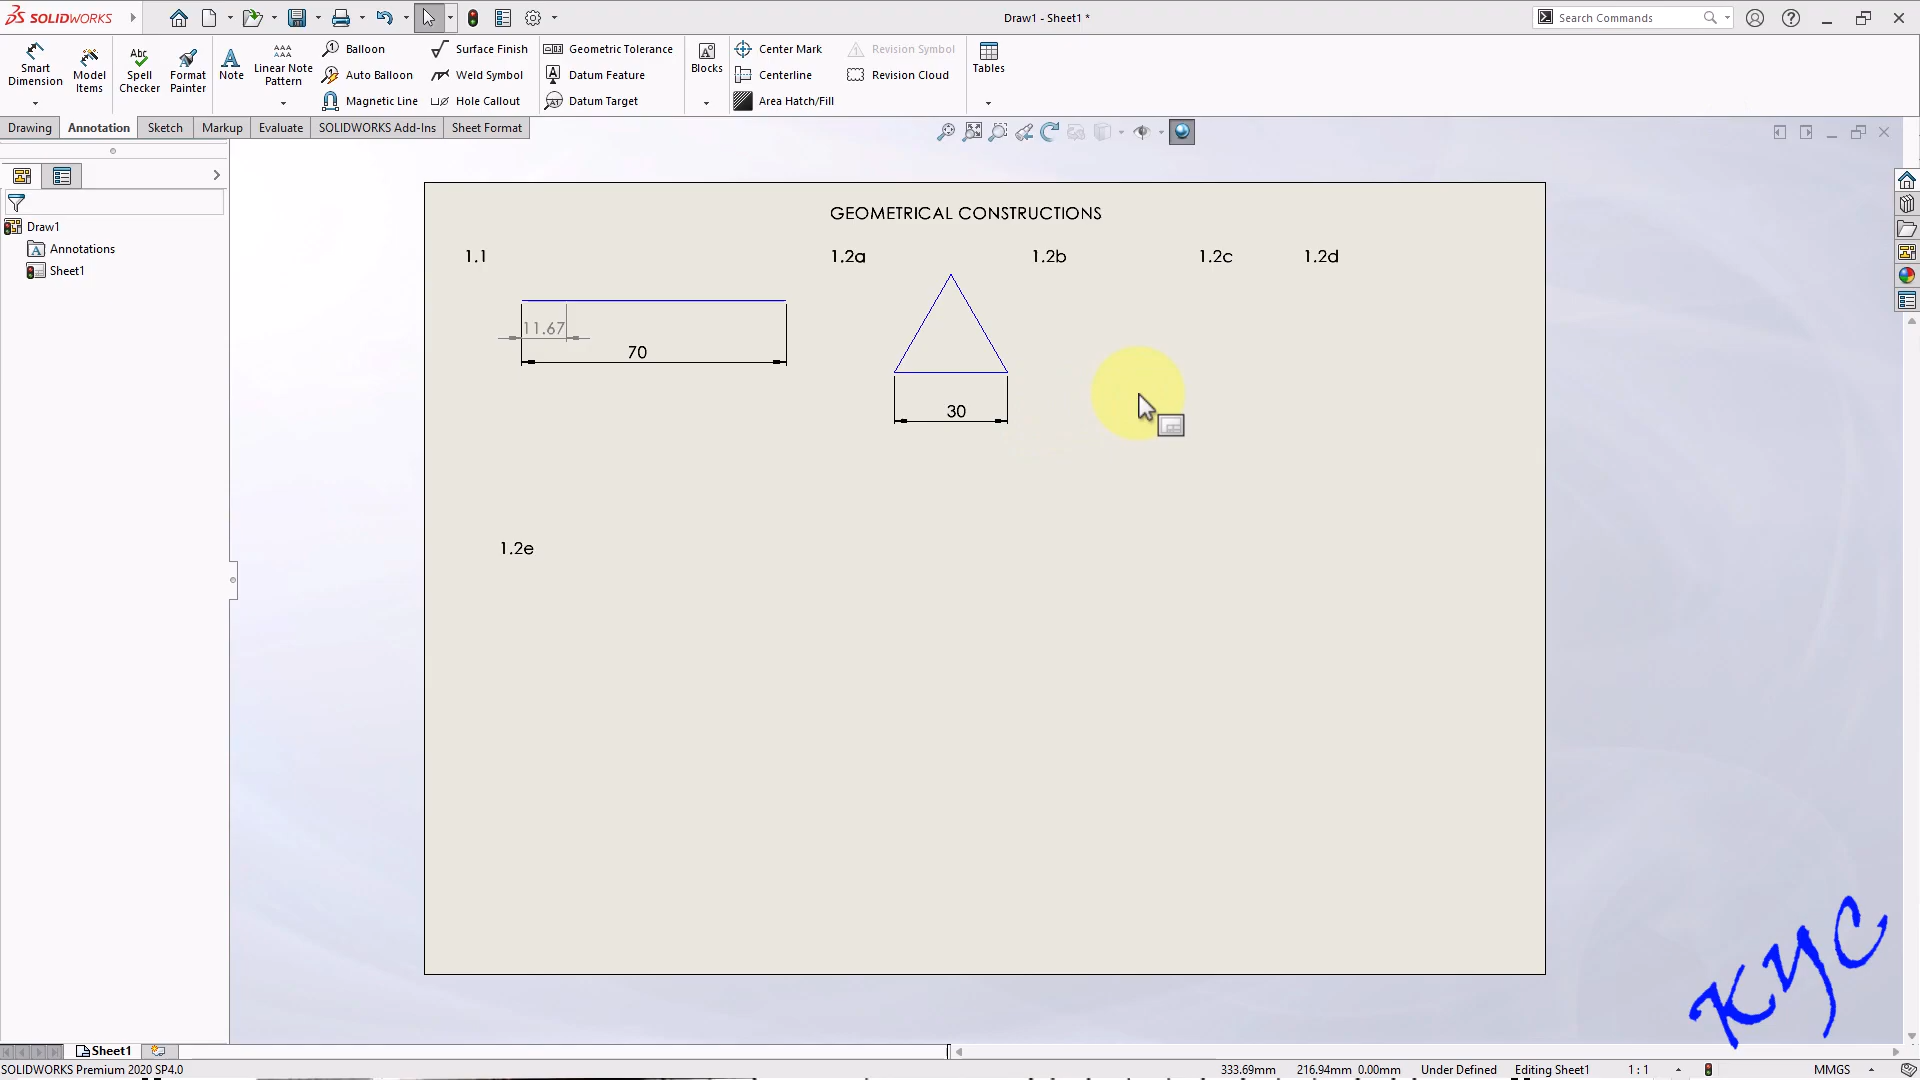 SOLIDWORKS
Draw1 - Sheet1 *
Search Commands
Smart Dimension
Model Items
Spell Checker
Format Painter
Note
Linear Note Pattern
Balloon
Auto Balloon
Magnetic Line
Surface Finish
Weld Symbol
Hole Callout
Geometric Tolerance
Datum Feature
Datum Target
Blocks
Center Mark
Centerline
Area Hatch/Fill
Revision Symbol
Revision Cloud
Tables
Drawing
Annotation
Sketch
Markup
Evaluate
SOLIDWORKS Add-Ins
Sheet Format
Draw1
Annotations
Sheet1
GEOMETRICAL CONSTRUCTIONS
1.1
1.2a
1.2b
1.2c
1.2d
11.67
70
30
1.2e
KYC
Sheet1
SOLIDWORKS Premium 2020 SP4.0
333.69mm
216.94mm
0.00mm
Under Defined
Editing Sheet1
1 : 1
MMGS